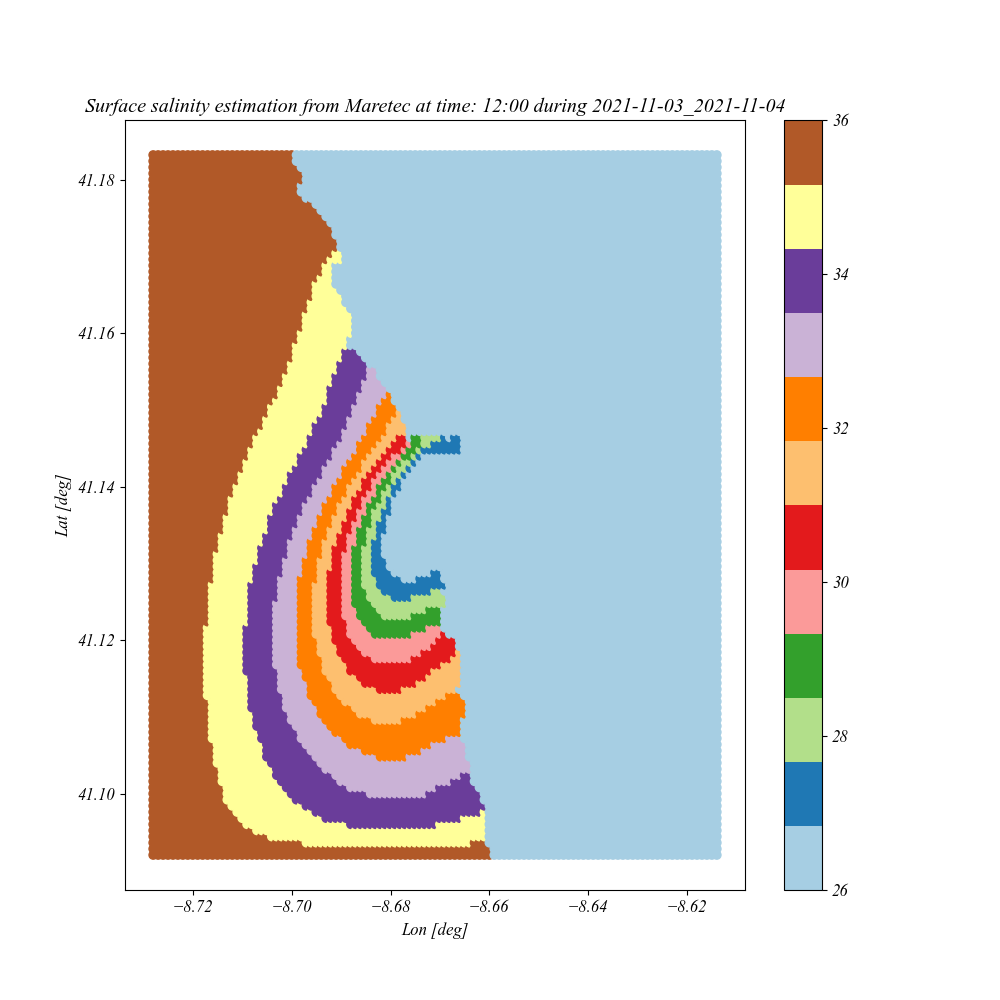 Surface salinity estimation from Maretec at time: 12:00 during 2021-11-03_2021-11-04
36
34
32
30
28
26
41.18
41.16
41.14
41.12
41.10
Lat [deg]
−8.72 −8.70 −8.68 −8.66 −8.64 −8.62
Lon [deg]